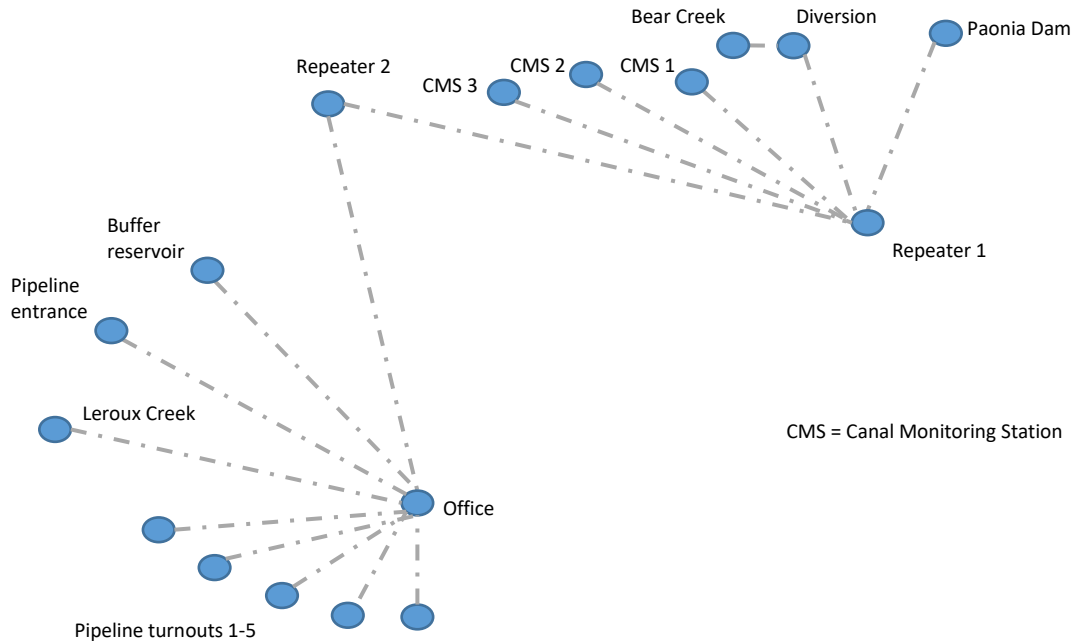 Bear Creek
Diversion
Paonia Dam
Repeater 2
CMS 3
CMS 2
CMS 1
Buffer
reservoir
Repeater 1
Pipeline
entrance
Leroux Creek
CMS = Canal Monitoring Station
Office
Pipeline turnouts 1-5